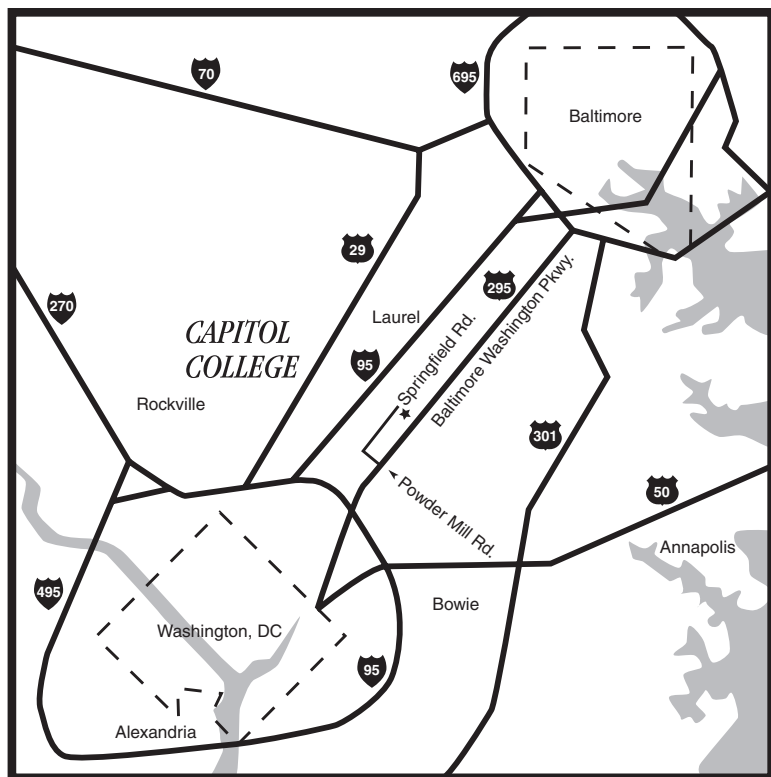 70
695
Baltimore
29
295
270
Laurel
CAPITOL
COLLEGE
95
Springfield Rd.
Baltimore Washington Pkwy.
Rockville
301
50
Powder Mill Rd.
Annapolis
495
Bowie
Washington, DC
95
Alexandria